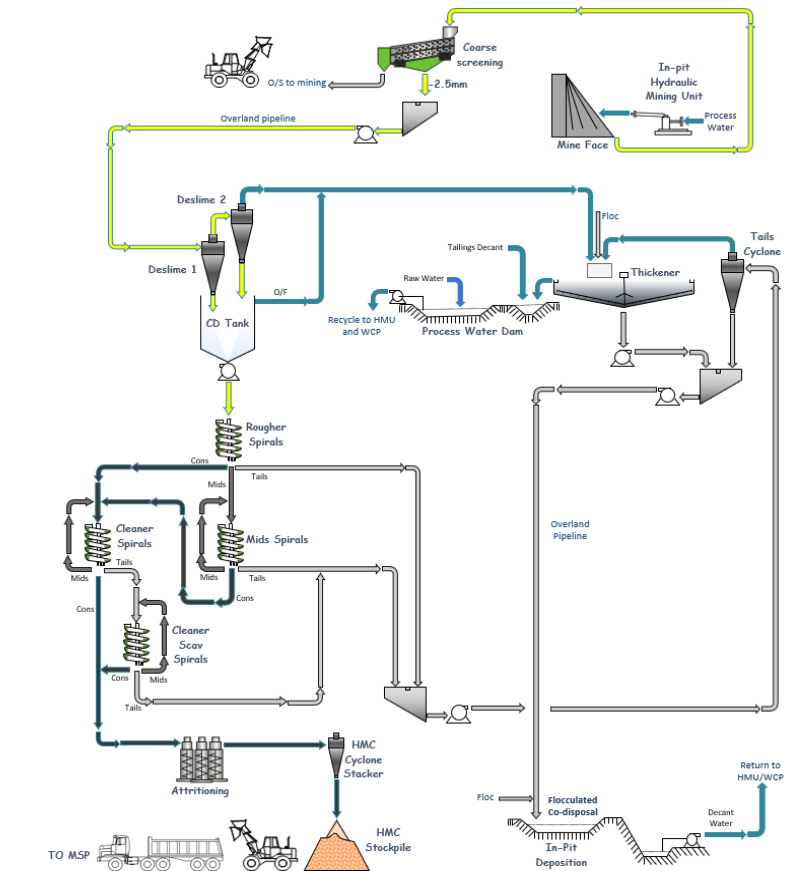 Coarse
screening
O/S to mining
-2.5mm
In-pit
Hydraulic
Mining Unit
Process
Water
Mine Face
Overland pipeline
Deslime 2
Deslime 1
O/F
CD Tank
Floc
Tails
Cyclone
Tailings Decant
Thickener
Raw Water
Recycle to HMU
and WCP
Process Water Dam
Rougher
Spirals
Cons
Tails
Mids
Cleaner
Spirals
Mids Spirals
Overland
Pipeline
Tails
Mids
Mids
Tails
Cons
Cons
Cleaner
Scav
Spirals
Cons
Mids
Tails
HMC
Cyclone
Stacker
Attritioning
Return to
HMU/WCP
Floc
Flocculated
Co-disposal
Decant
Water
HMC
Stockpile
In-Pit
Deposition
TO MSP